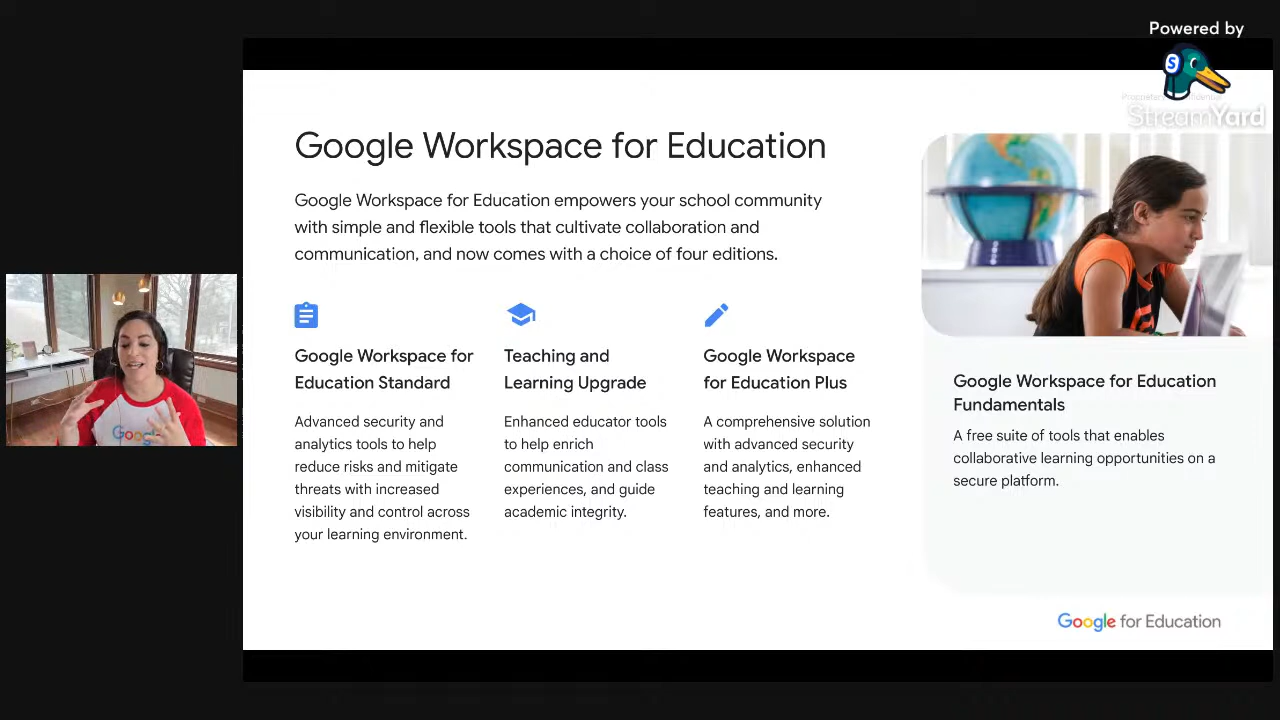 Powered by
S
StreamYard
Google Workspace for Education
Google Workspace for Education empowers your school community
with simple and flexible tools that cultivate collaboration and
communication, and now comes with a choice of four editions.
Google Workspace for
Education Standard
Advanced security and
analytics tools to help
reduce risks and mitigate
threats with increased
visibility and control across
your learning environment.
Teaching and
Learning Upgrade
Enhanced educator tools
to help enrich
communication and class
experiences, and guide
academic integrity.
Google Workspace
for Education Plus
A comprehensive solution
with advanced security
and analytics, enhanced
teaching and learning
features, and more.
Google Workspace for Education
Fundamentals
A free suite of tools that enables
collaborative learning opportunities on a
secure platform.
Google for Education